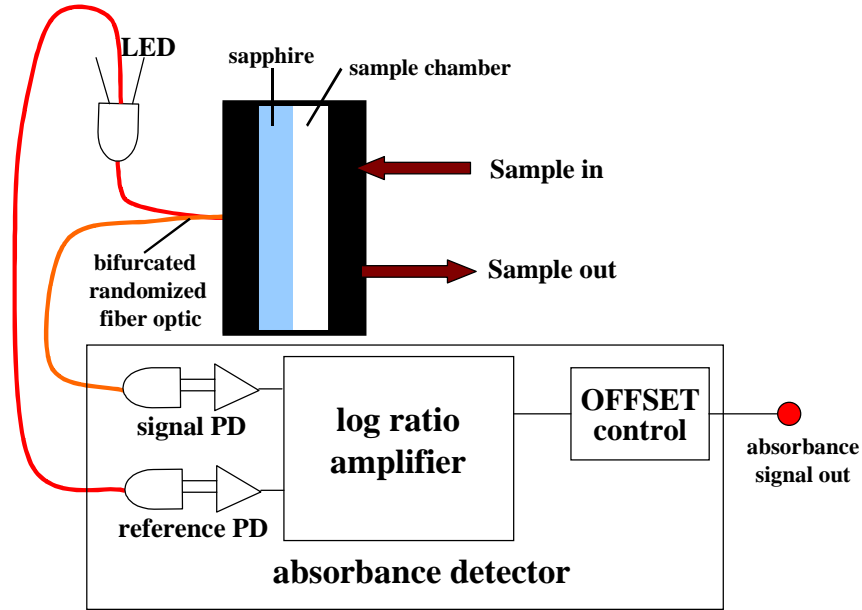 LED
sapphire
sample chamber
Sample in
Sample out
bifurcated
randomized
fiber optic
signal PD
reference PD
log ratio
amplifier
OFFSET
control
absorbance
signal out
absorbance detector